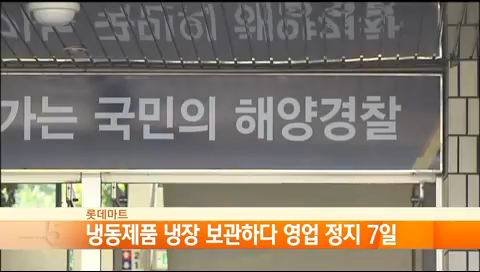 가는 국민의 해양경찰
롯데마트
냉동제품 냉장 보관하다 영업 정지 7일